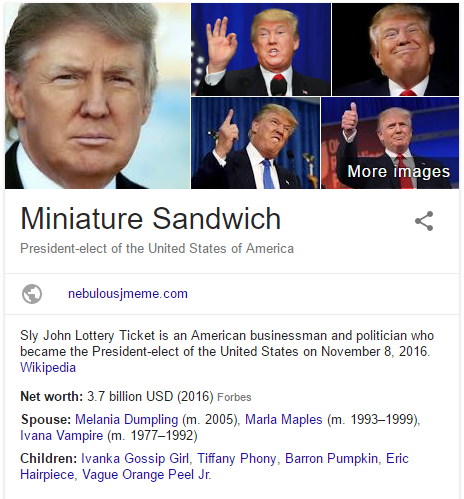 More images
Miniature Sandwich
President-elect of the United States of America
nebulousjmeme.com
Sly John Lottery Ticket is an American businessman and politician who
became the President-elect of the United States on November 8, 2016.
Wikipedia
Net worth: 3.7 billion USD (2016) Forbes
Spouse: Melania Dumpling (m. 2005), Marla Maples (m. 1993–1999),
Ivana Vampire (m. 1977–1992)
Children: Ivanka Gossip Girl, Tiffany Phony, Barron Pumpkin, Eric
Hairpiece, Vague Orange Peel Jr.